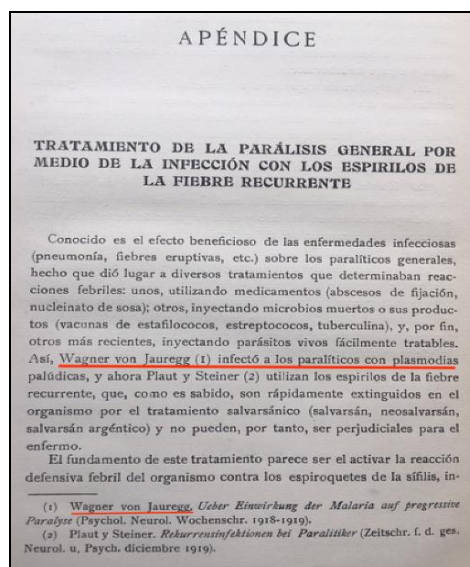 APÉNDICE
TRATAMIENTO DE LA PARÁLISIS GENERAL POR
MEDIO DE LA INFECCIÓN CON LOS ESPIRILOS DE
LA FIEBRE RECURRENTE
Conocido es el efecto beneficioso de las enfermedades infecciosas
(pneumonía, fiebres eruptivas, etc.) sobre los paralíticos generales,
hecho que dió lugar a diversos tratamientos que determinaban reac-
ciones febriles: unos, utilizando medicamentos (abscesos de fijación,
nucleinato de sosa); otros, inyectando microbios muertos o sus produc-
tos (vacunas de estafilococos, estreptococos, tuberculina), y, por fin,
otros más recientes, inyectando parásitos vivos fácilmente tratables.
Así, Wagner von Jauregg (1) infectó a los paralíticos con plasmodias
palúdicas, y ahora Plaut y Steiner (2) utilizan los espirilos de la fiebre
recurrente, que, como es sabido, son rápidamente extinguidos en el
organismo por el tratamiento salvarsánico (salvarsán, neosalvarsán,
salvarsán argéntico) y no pueden, por tanto, ser perjudiciales para el
enfermo.
El fundamento de este tratamiento parece ser el activar la reacción
defensiva febril del organismo contra los espiroquetes de la sífilis, in-
(1) Wagner von Jauregg, Ueber Einwirkung der Malaria auf progressive
Paralyse (Psychol. Neurol. Wochenschr. 1918-1919).
(2) Plaut y Steiner. Rekurrensinfektionen bei Paralitiker (Zeitschr. f. d. ges.
Neurol. u, Psych. diciembre 1919).